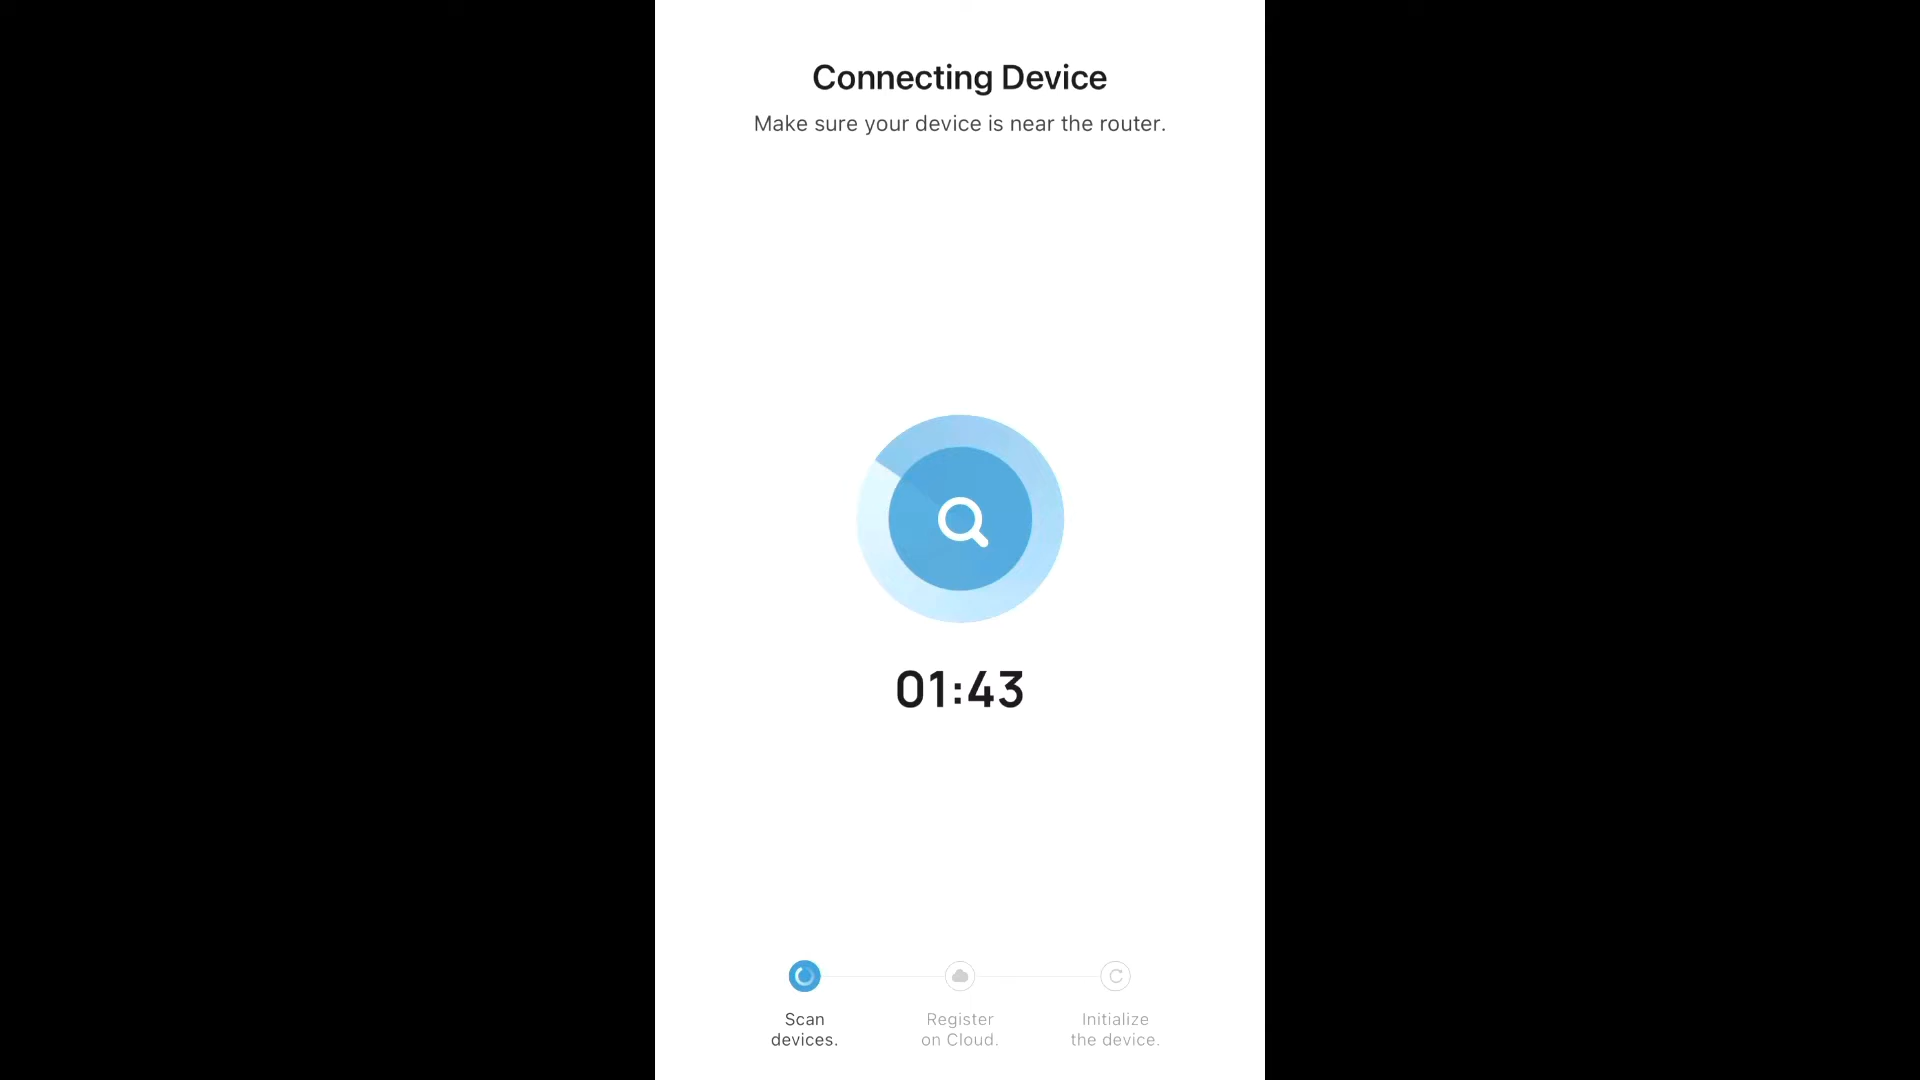 Connecting Device
Make sure your device is near the router.
01:43
Scan
devices.
Register
on Cloud.
Initialize
the device.